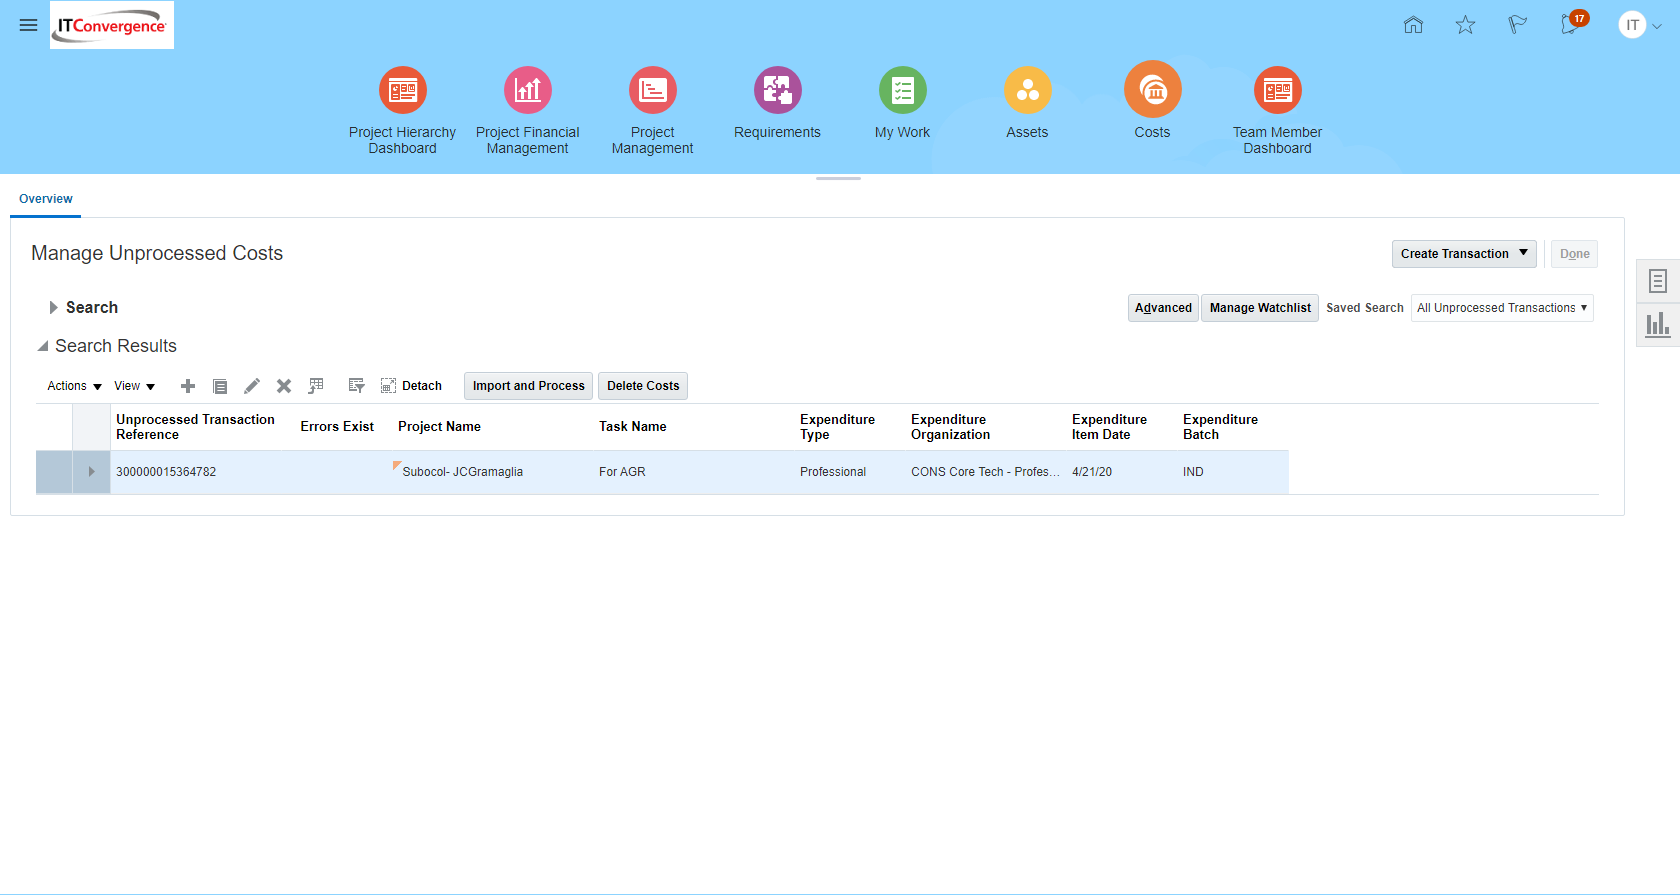 ITConvergence
17
IT
Project Hierarchy
Dashboard
Project Financial
Management
Project
Management
Requirements
My Work
Assets
Costs
Team Member
Dashboard
Overview
Manage Unprocessed Costs
Create Transaction
Done
Search
Advanced
Manage Watchlist
Saved Search
All Unprocessed Transactions
Search Results
Actions
View
Detach
Import and Process
Delete Costs
Unprocessed Transaction
Reference
Errors Exist
Project Name
Task Name
Expenditure
Type
Expenditure
Organization
Expenditure
Item Date
Expenditure
Batch
300000015364782
Subocol- JCGramaglia
For AGR
Professional
CONS Core Tech - Profes...
4/21/20
IND